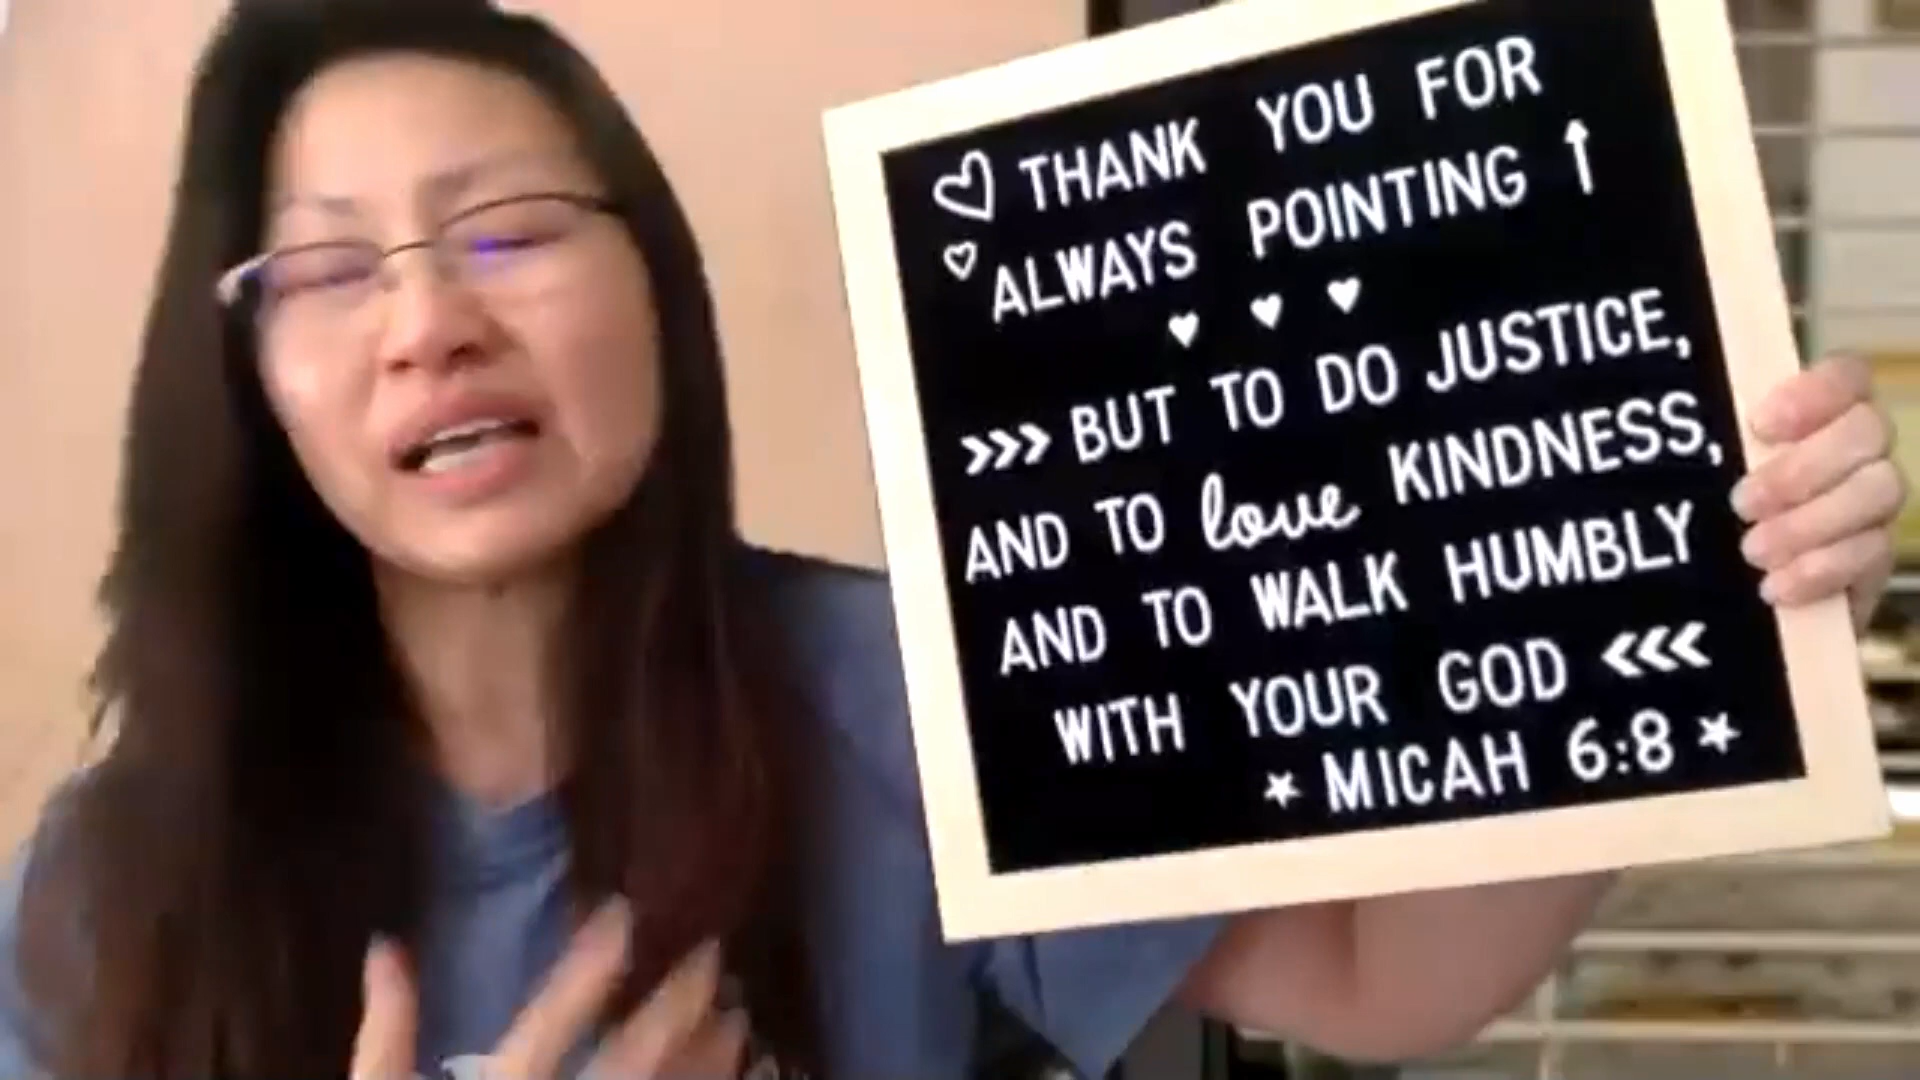 THANK YOU FOR
ALWAYS POINTING ↑
>>> BUT TO DO JUSTICE,
AND TO love KINDNESS,
AND TO WALK HUMBLY
WITH YOUR GOD <<<
* MICAH 6:8 *